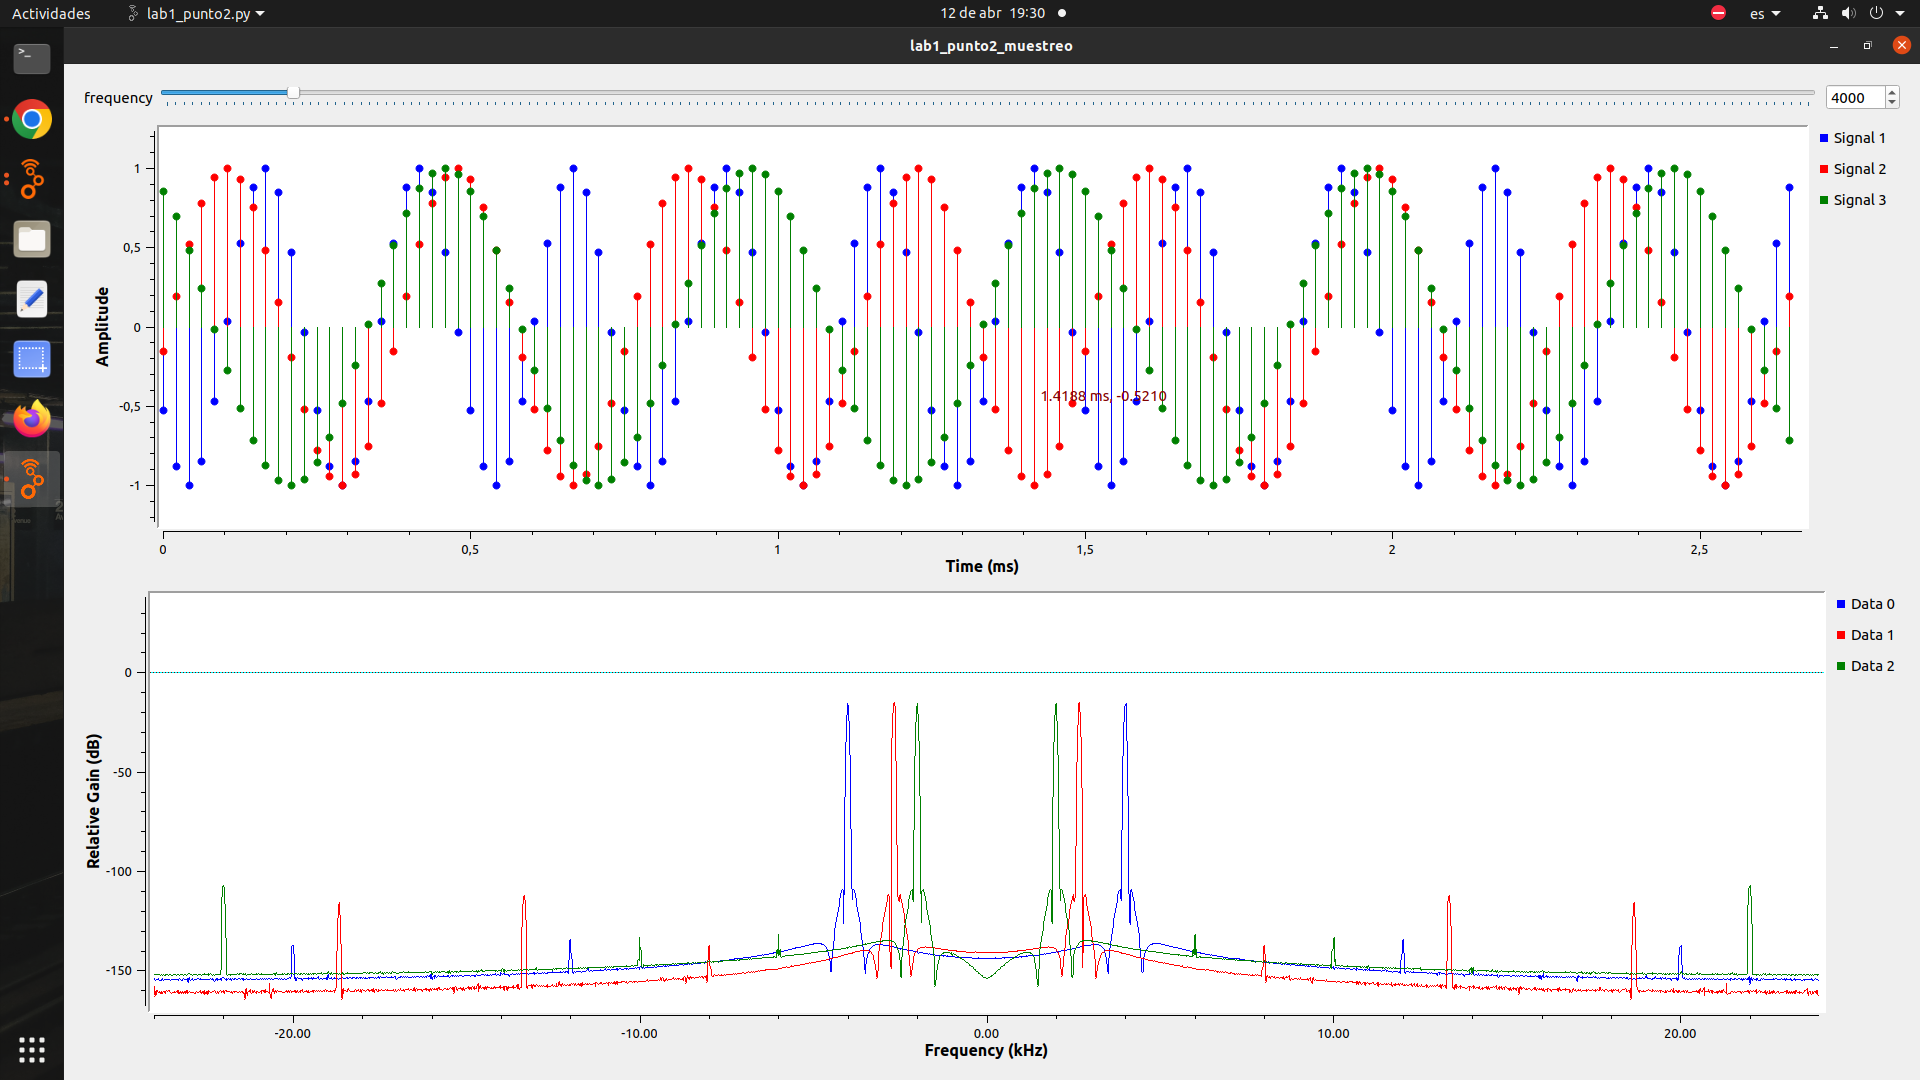 Actividades lab1_punto2.py 12 de abr 19:30 es
lab1_punto2_muestreo
frequency 4000
Signal 1
Signal 2
Signal 3
Amplitude
1
0,5
0
-0,5
-1
1.4188 ms, -0.5210
0 0,5 1 1,5 2 2,5
Time (ms)
Data 0
Data 1
Data 2
Relative Gain (dB)
0
-50
-100
-150
-20.00 -10.00 0.00 10.00 20.00
Frequency (kHz)